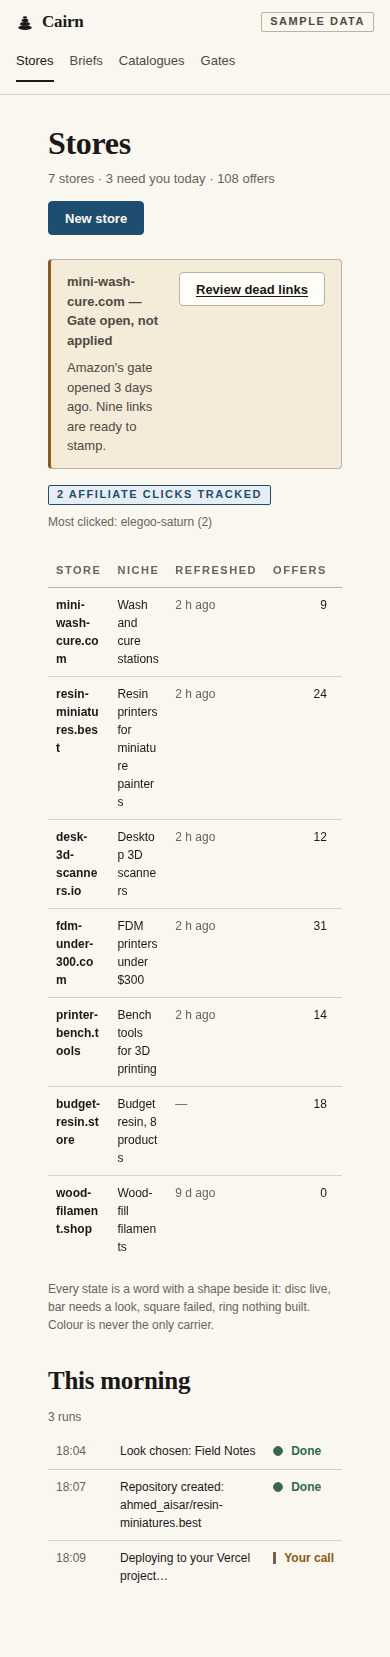 Cairn
SAMPLE DATA
Stores Briefs Catalogues Gates
Stores
7 stores · 3 need you today · 108 offers
New store
mini-wash-
cure.com —
Gate open, not
applied
Review dead links
Amazon's gate
opened 3 days
ago. Nine links
are ready to
stamp.
2 AFFILIATE CLICKS TRACKED
Most clicked: elegoo-saturn (2)
STORE NICHE REFRESHED OFFERS
mini- Wash 2 h ago 9
wash- and
cure.co cure
m stations
resin- Resin 2 h ago 24
miniatu printers
res.bes for
t miniatu
re
painter
s
desk- Deskto 2 h ago 12
3d- p 3D
scanne scanne
rs.io rs
fdm- FDM 2 h ago 31
under- printers
300.co under
m $300
printer- Bench 2 h ago 14
bench.t tools
ools for 3D
printing
budget- Budget — 18
resin.st resin, 8
ore product
s
wood- Wood- 9 d ago 0
filamen fill
t.shop filamen
ts
Every state is a word with a shape beside it: disc live,
bar needs a look, square failed, ring nothing built.
Colour is never the only carrier.
This morning
3 runs
18:04 Look chosen: Field Notes Done
18:07 Repository created: Done
ahmed_aisar/resin-
miniatures.best
18:09 Deploying to your Vercel Your call
project…